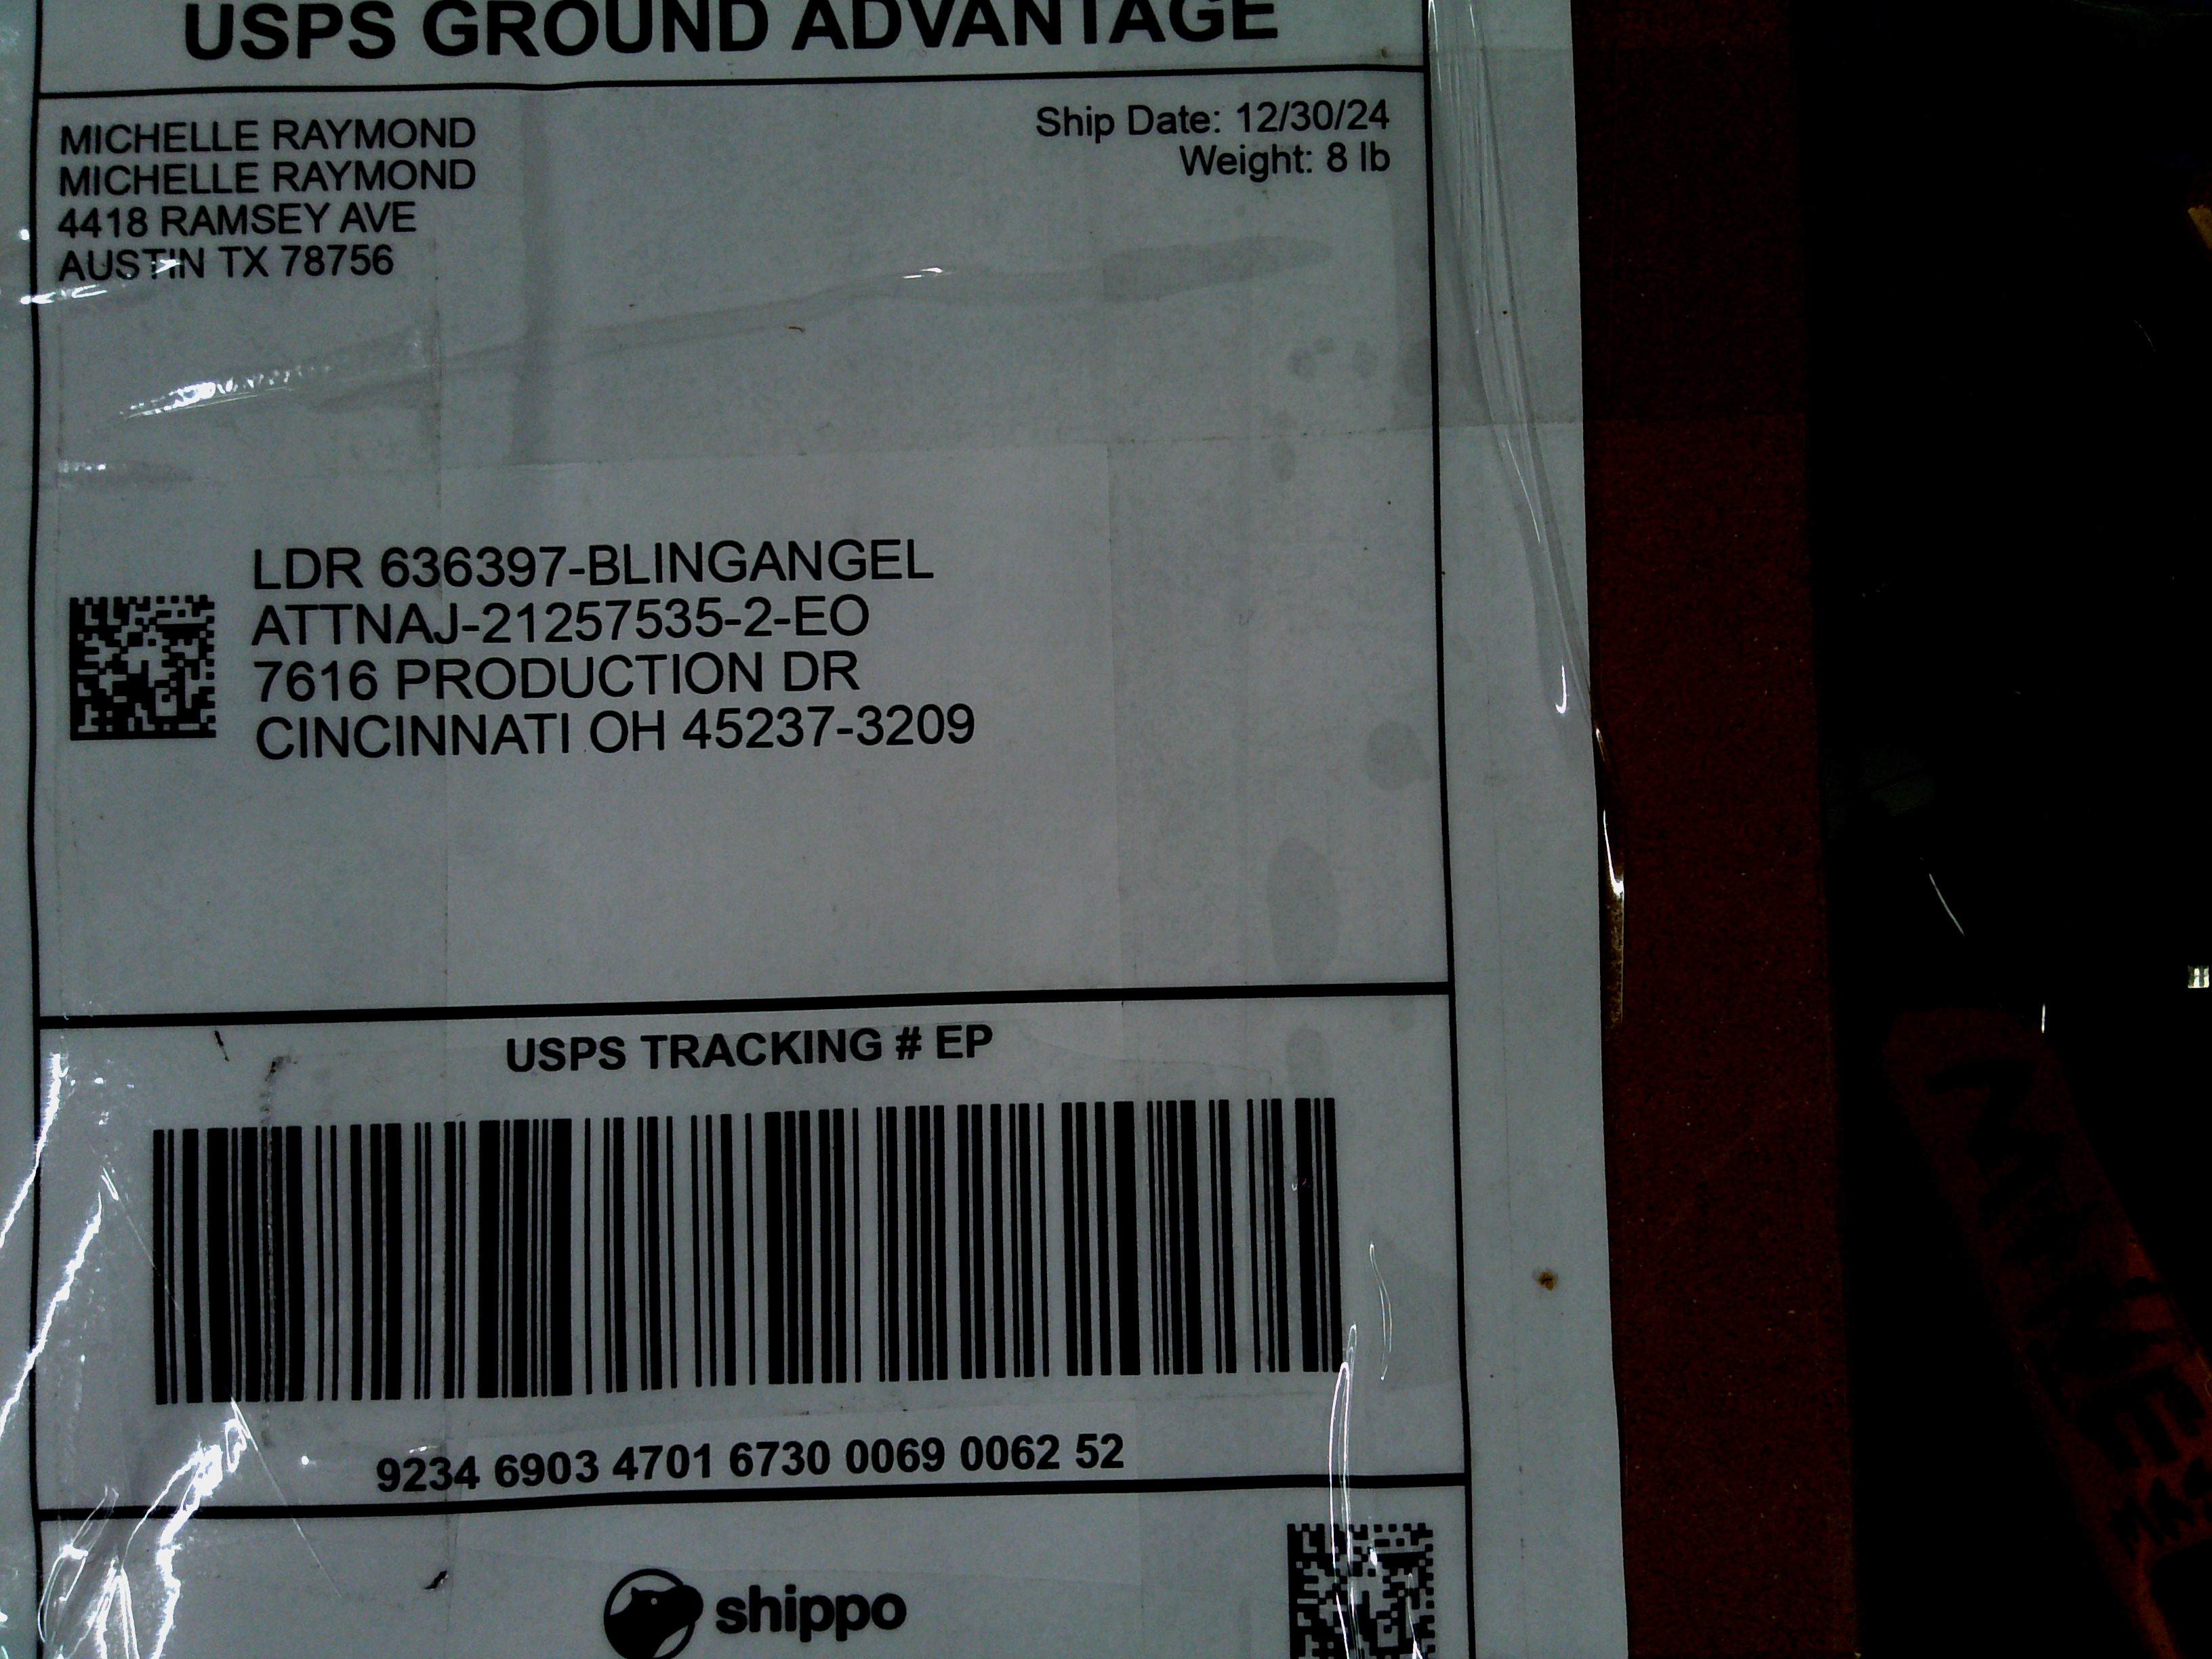 USPS GROUND ADVANTAGE
MICHELLE RAYMOND
MICHELLE RAYMOND
4418 RAMSEY AVE
AUSTIN TX 78756
Ship Date: 12/30/24
Weight: 8 lb
LDR 636397-BLINGANGEL
ATTNAJ-21257535-2-EO
7616 PRODUCTION DR
CINCINNATI OH 45237-3209
USPS TRACKING # EP
9234 6903 4701 6730 0069 0062 52
shippo